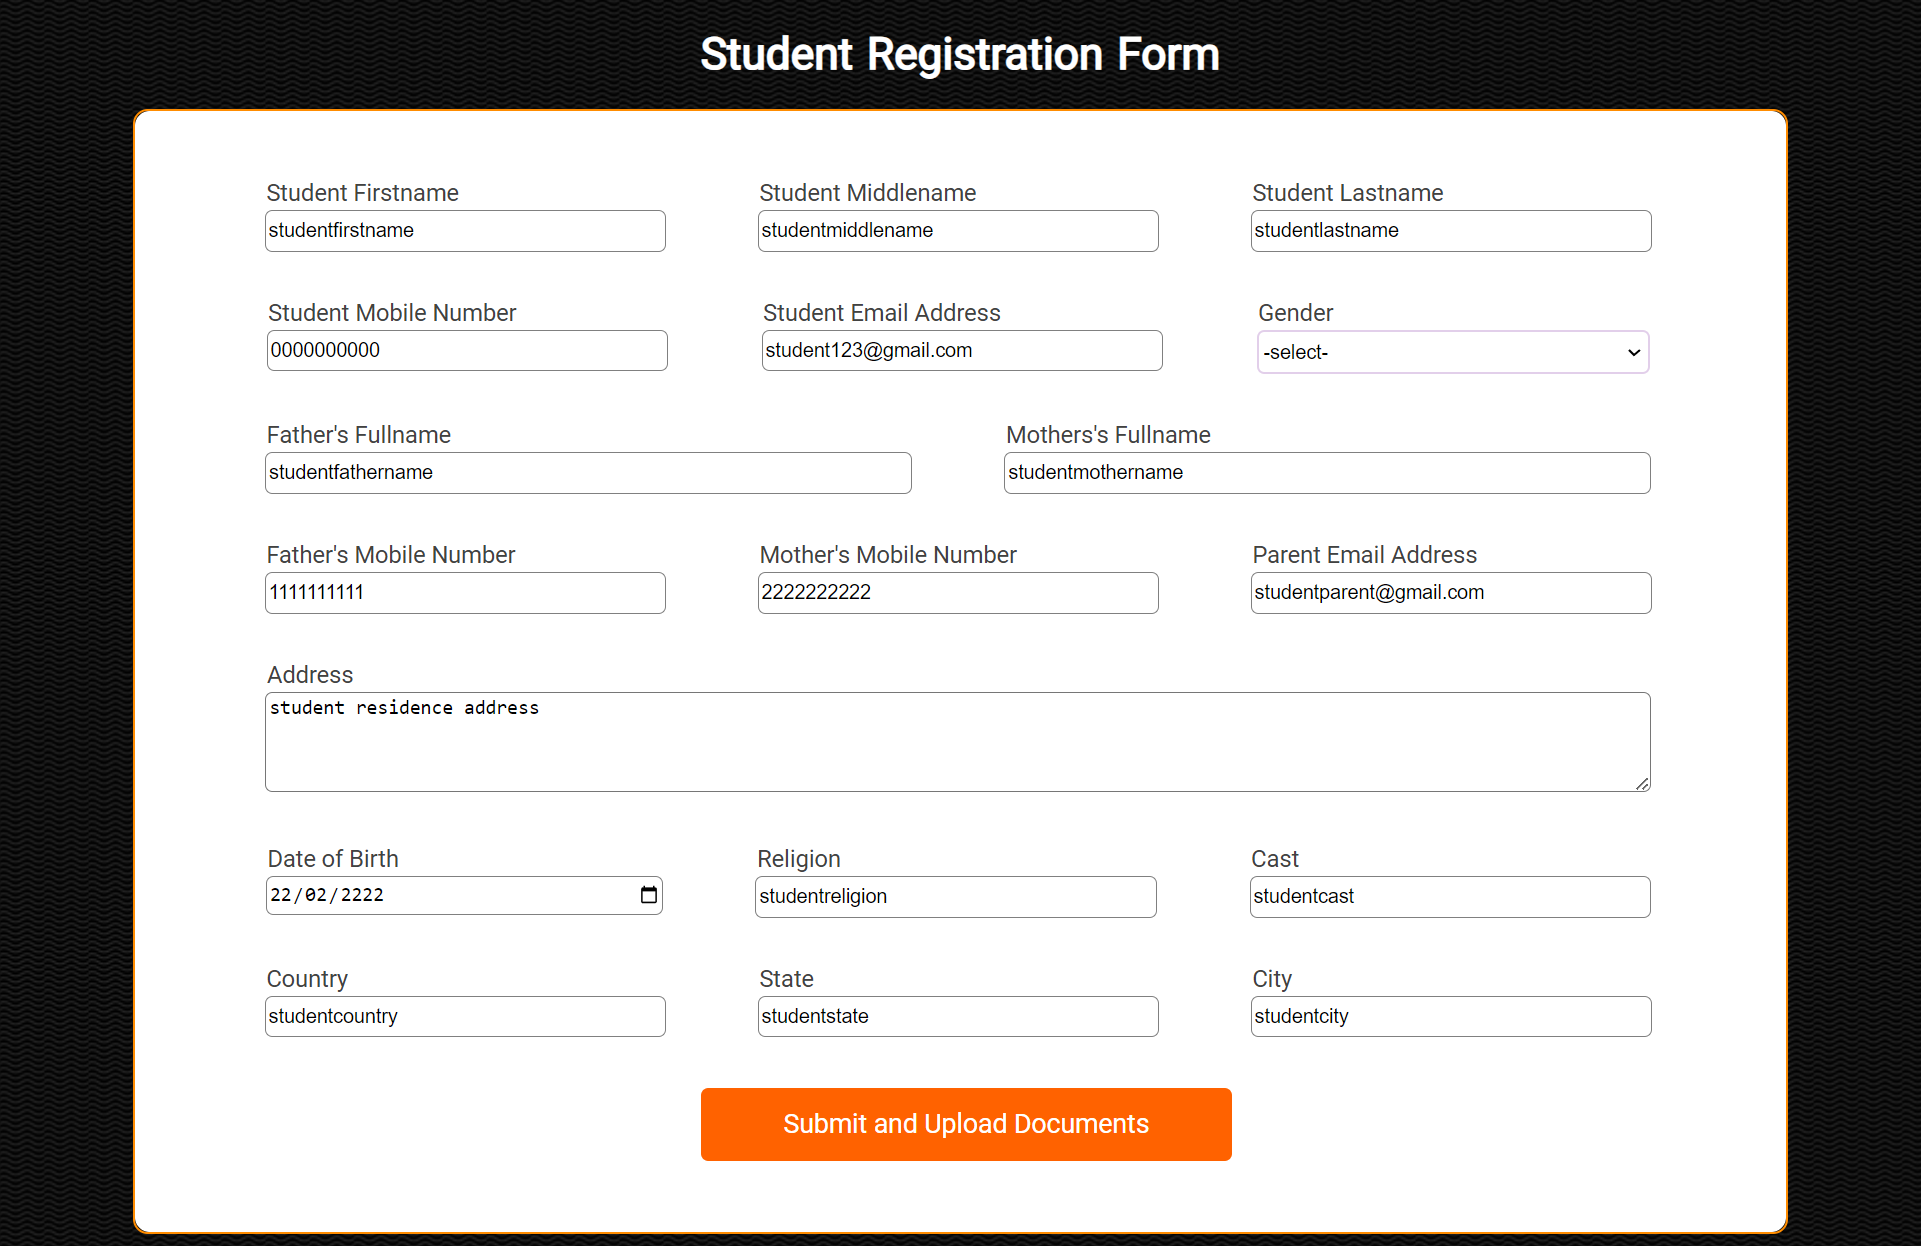 Student Registration Form
Student Firstname Student Middlename Student Lastname
studentfirstname studentmiddlename studentlastname
Student Mobile Number Student Email Address Gender
0000000000 student123@gmail.com -select-
Father's Fullname Mothers's Fullname
studentfathername studentmothername
Father's Mobile Number Mother's Mobile Number Parent Email Address
1111111111 2222222222 studentparent@gmail.com
Address
student residence address
Date of Birth Religion Cast
22/02/2222 studentreligion studentcast
Country State City
studentcountry studentstate studentcity
Submit and Upload Documents